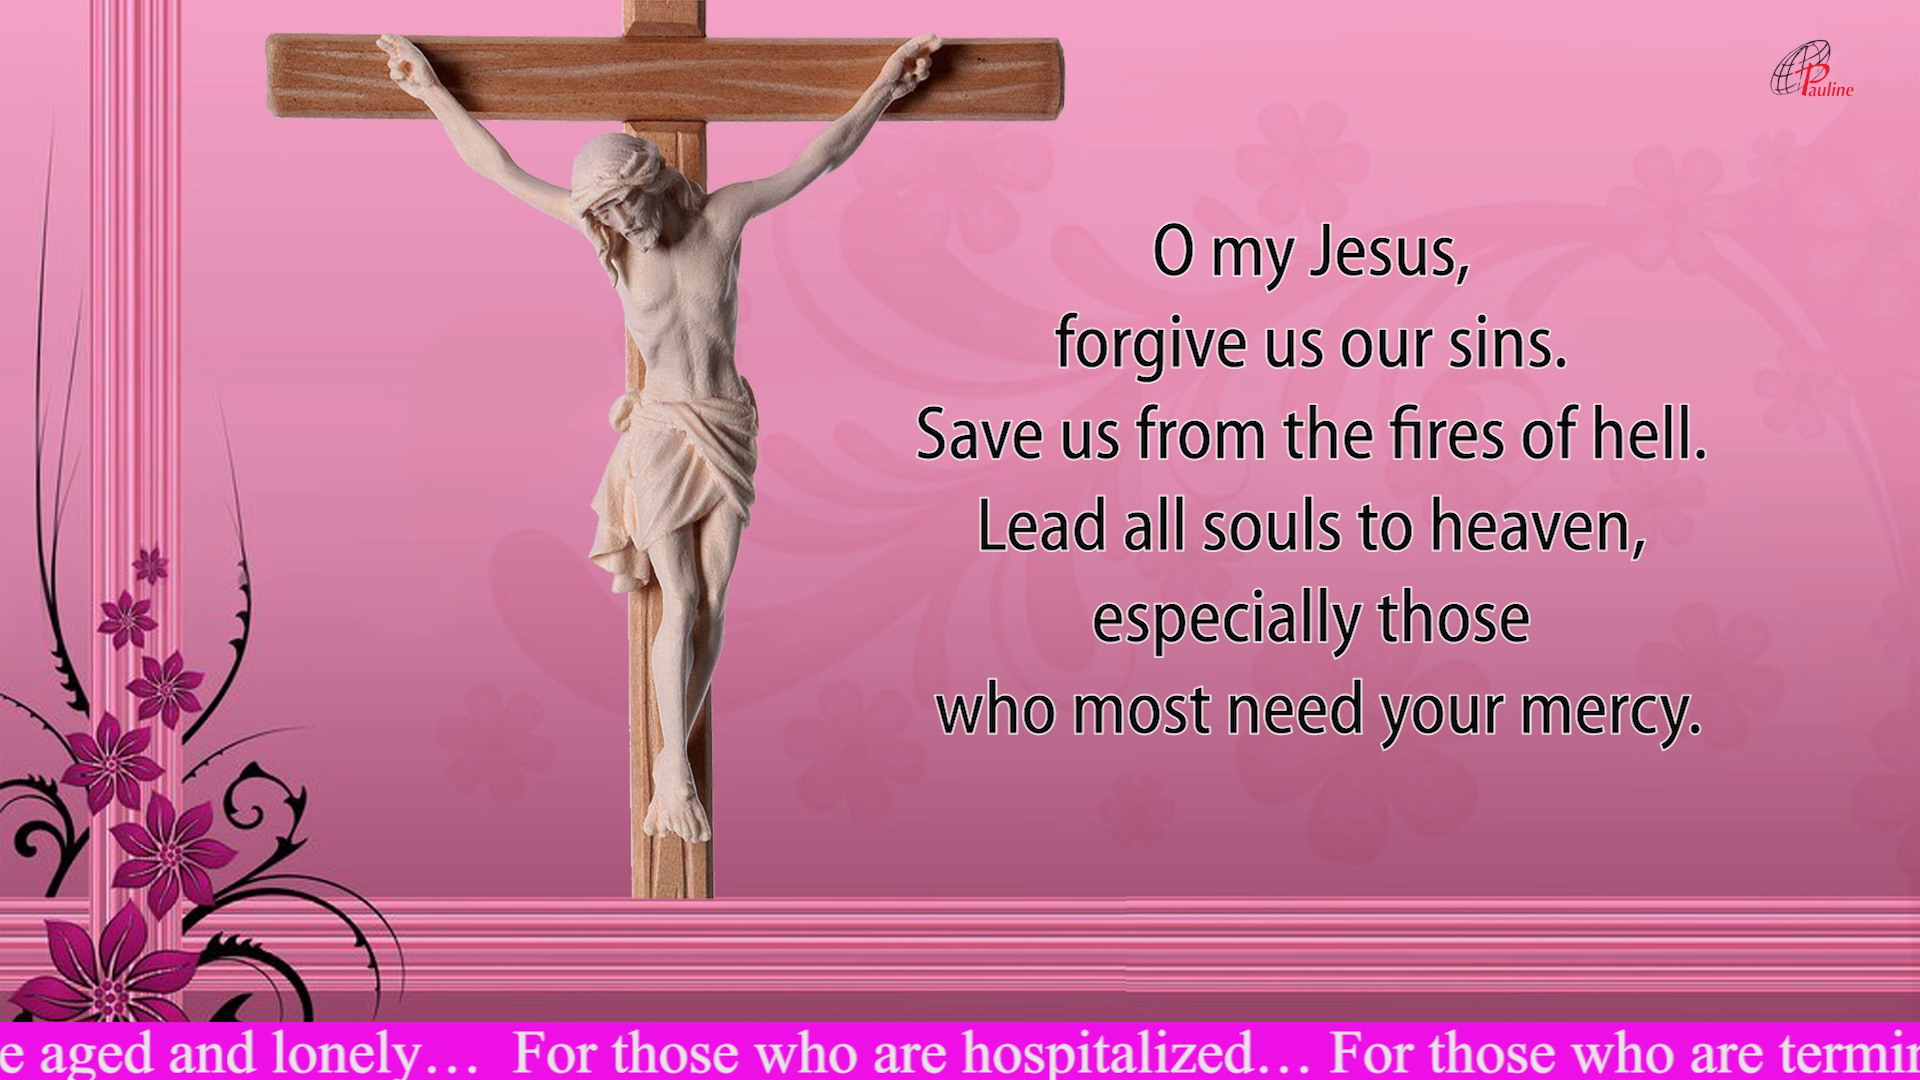 Pauline
O my Jesus,
forgive us our sins.
Save us from the fires of hell.
Lead all souls to heaven,
especially those
who most need your mercy.
e aged and lonely… For those who are hospitalized… For those who are termin